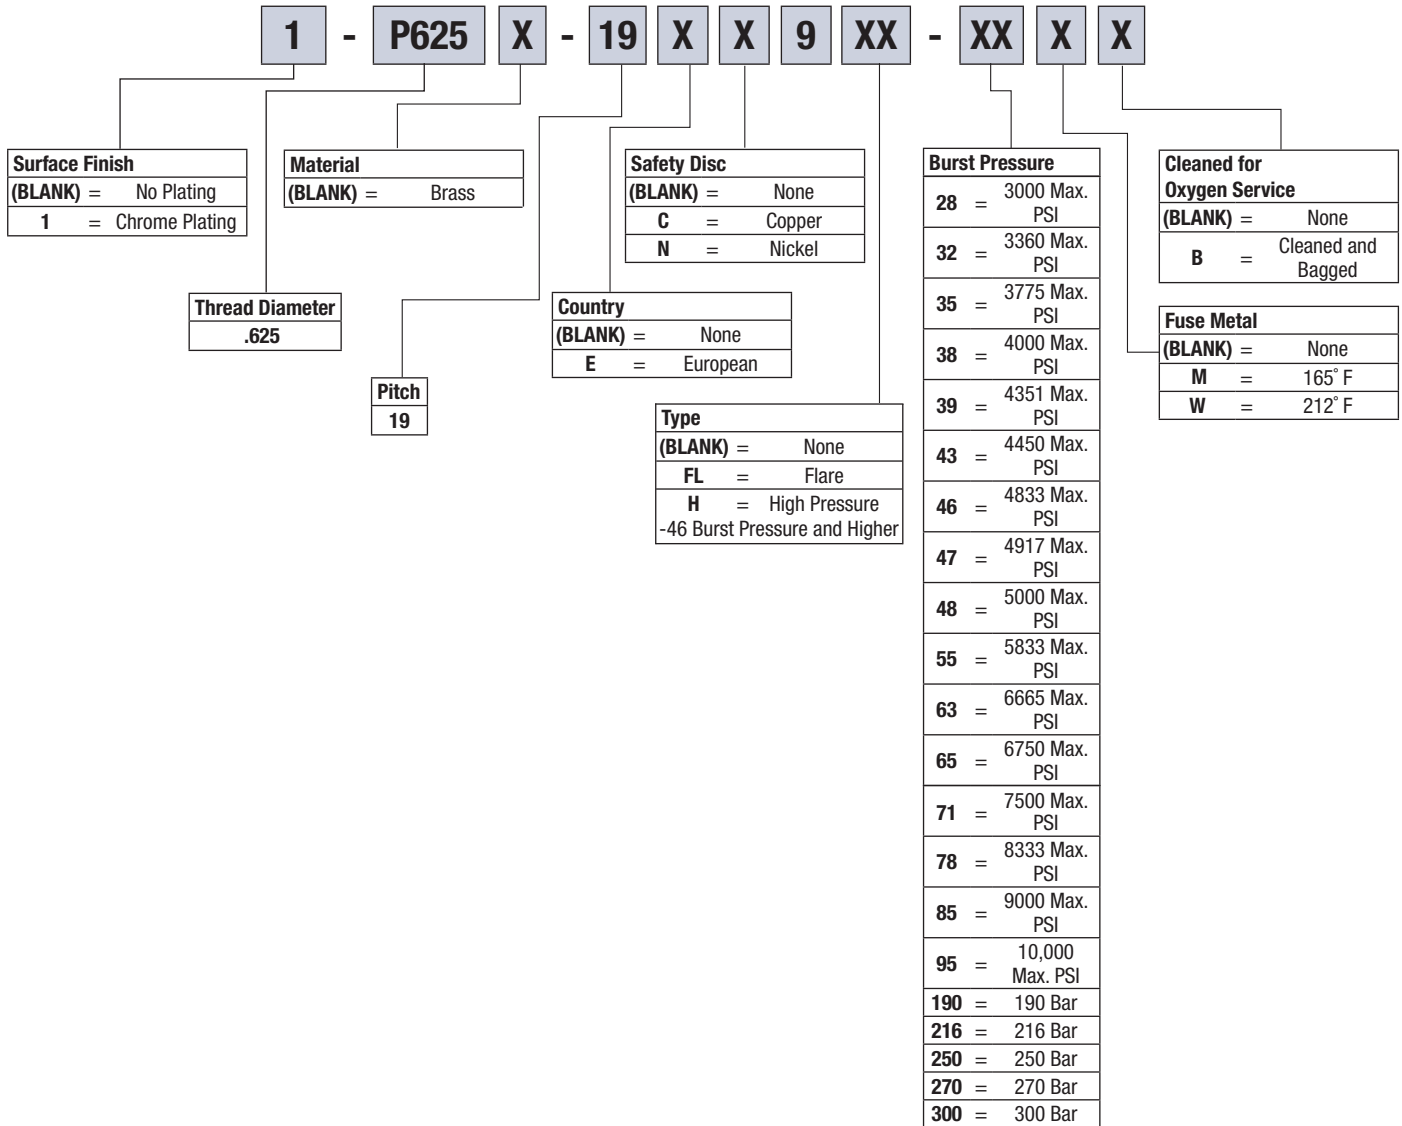 1 - P625 X - 19 X X 9 XX - XX X X
Surface Finish
(BLANK) = No Plating
1 = Chrome Plating
Thread Diameter
.625
Material
(BLANK) = Brass
Pitch
19
Country
(BLANK) = None
E = European
Safety Disc
(BLANK) = None
C = Copper
N = Nickel
Type
(BLANK) = None
FL = Flare
H = High Pressure
-46 Burst Pressure and Higher
Burst Pressure
28 = 3000 Max.
PSI
32 = 3360 Max.
PSI
35 = 3775 Max.
PSI
38 = 4000 Max.
PSI
39 = 4351 Max.
PSI
43 = 4450 Max.
PSI
46 = 4833 Max.
PSI
47 = 4917 Max.
PSI
48 = 5000 Max.
PSI
55 = 5833 Max.
PSI
63 = 6665 Max.
PSI
65 = 6750 Max.
PSI
71 = 7500 Max.
PSI
78 = 8333 Max.
PSI
85 = 9000 Max.
PSI
95 = 10,000
Max. PSI
190 = 190 Bar
216 = 216 Bar
250 = 250 Bar
270 = 270 Bar
300 = 300 Bar
Cleaned for
Oxygen Service
(BLANK) = None
B = Cleaned and
Bagged
Fuse Metal
(BLANK) = None
M = 165° F
W = 212° F